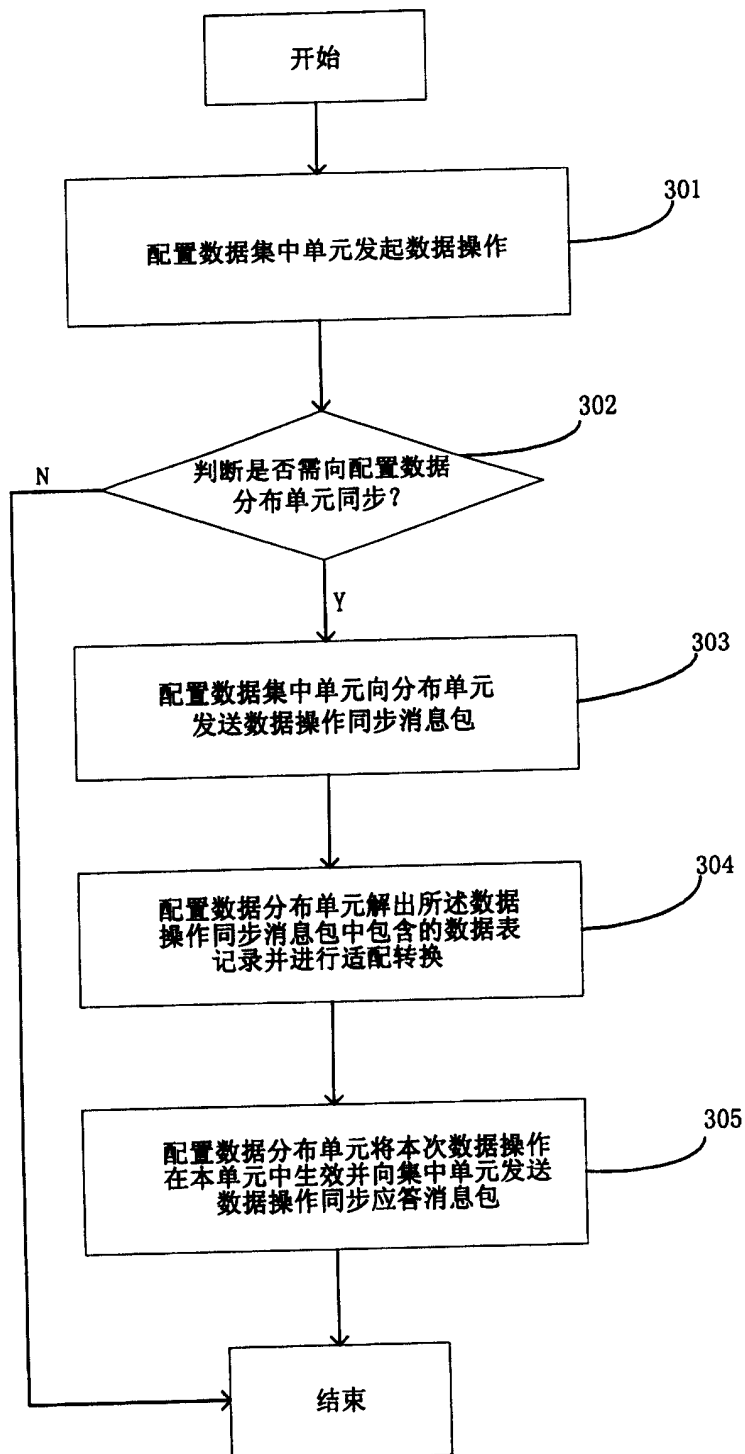 开始
301
配置数据集中单元发起数据操作
302
判断是否需向配置数据
分布单元同步？
N
Y
303
配置数据集中单元向分布单元
发送数据操作同步消息包
304
配置数据分布单元解出所述数据
操作同步消息包中包含的数据表
记录并进行适配转换
305
配置数据分布单元将本次数据操作
在本单元中生效并向集中单元发送
数据操作同步应答消息包
结束